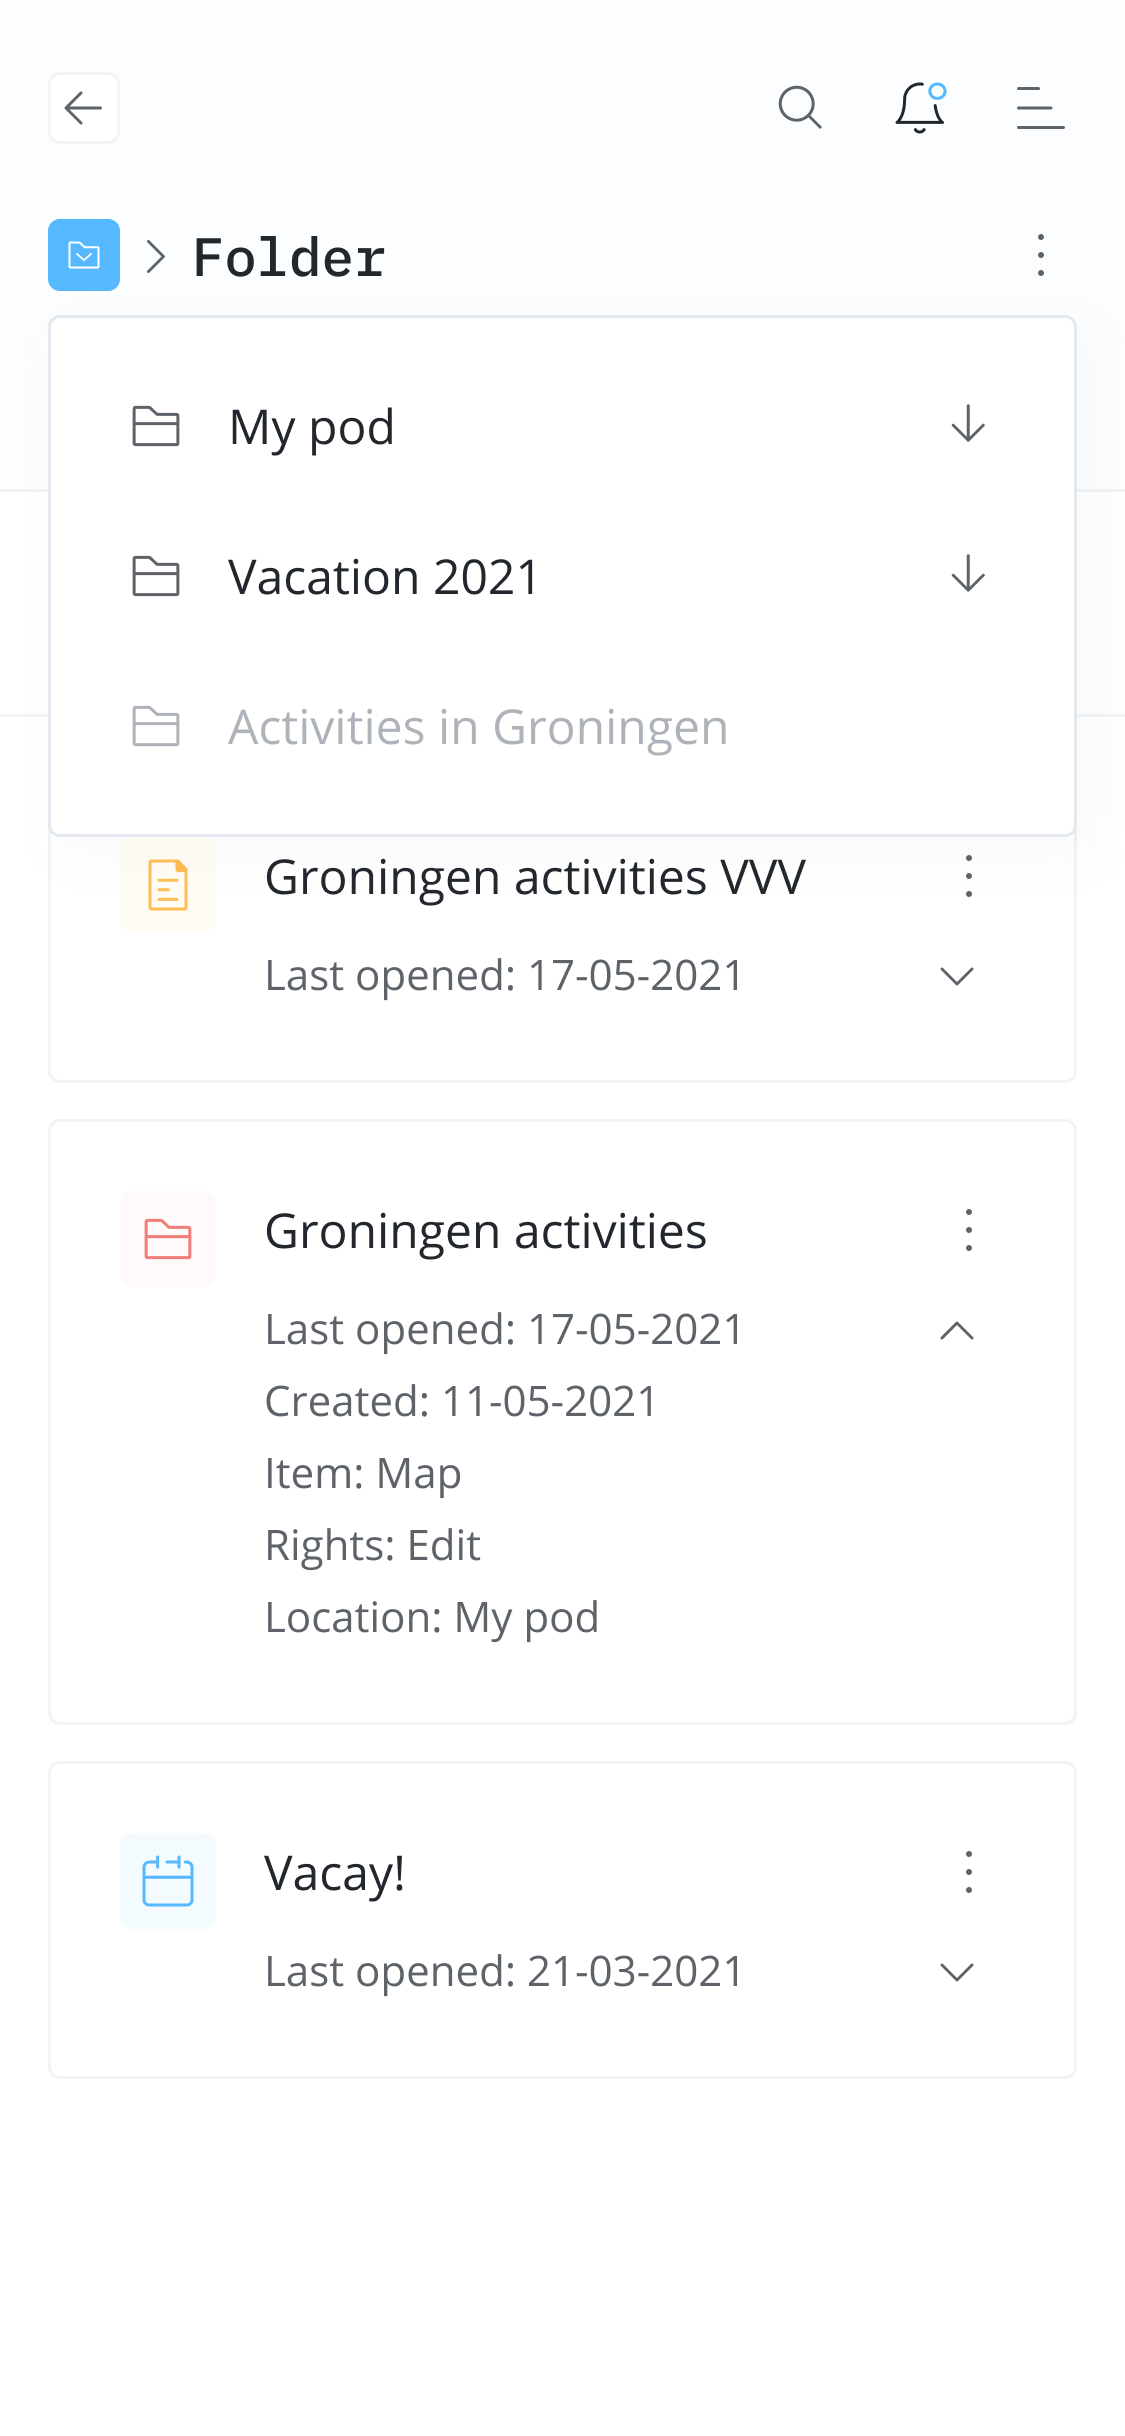 Folder
My pod
Vacation 2021
Activities in Groningen
Groningen activities VVV
Last opened: 17-05-2021
Groningen activities
Last opened: 17-05-2021
Created: 11-05-2021
Item: Map
Rights: Edit
Location: My pod
Vacay!
Last opened: 21-03-2021